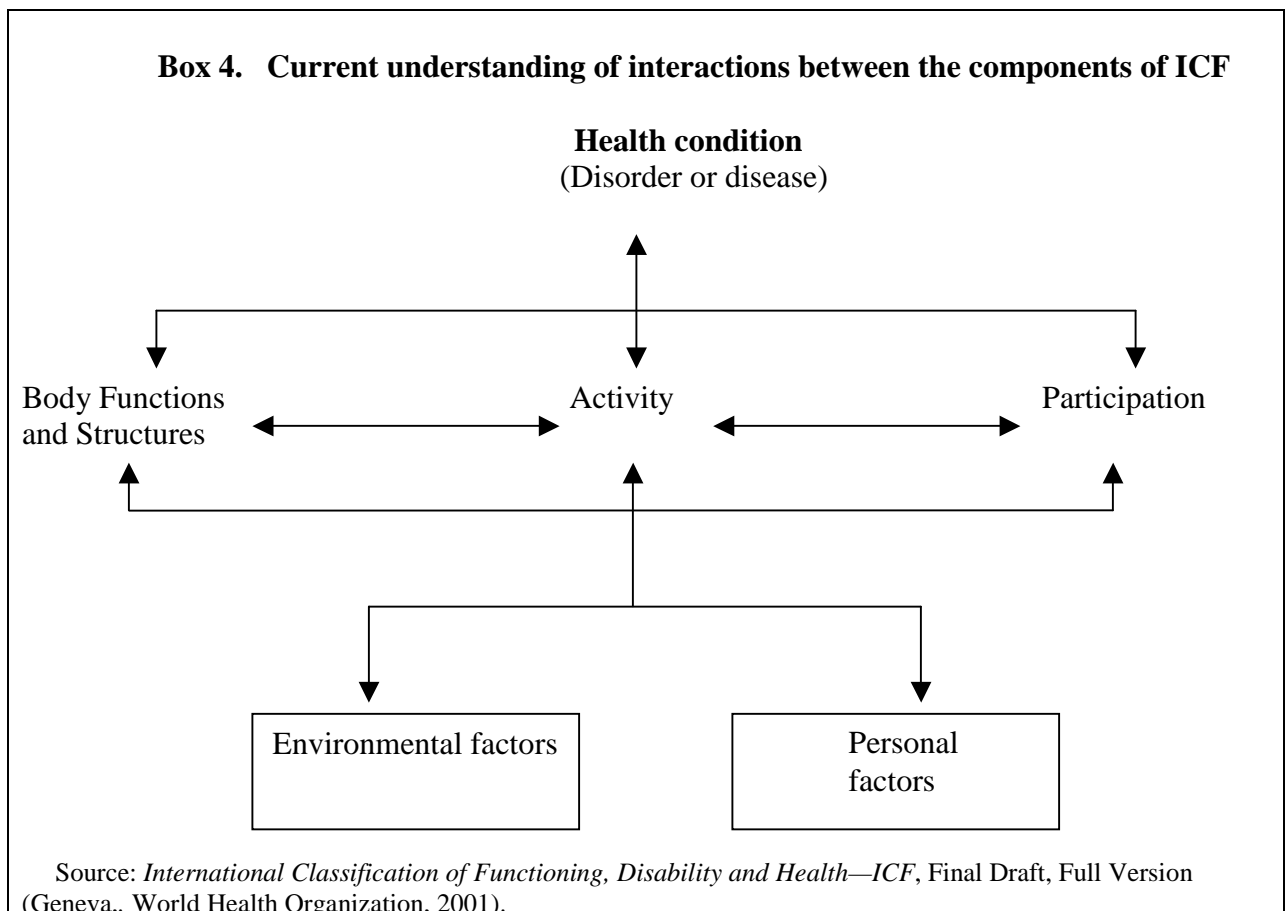 Box 4. Current understanding of interactions between the components of ICF
Health condition
(Disorder or disease)
Body Functions
and Structures
Activity
Participation
Environmental factors
Personal
factors
Source: International Classification of Functioning, Disability and Health—ICF, Final Draft, Full Version
(Geneva,. World Health Organization, 2001).